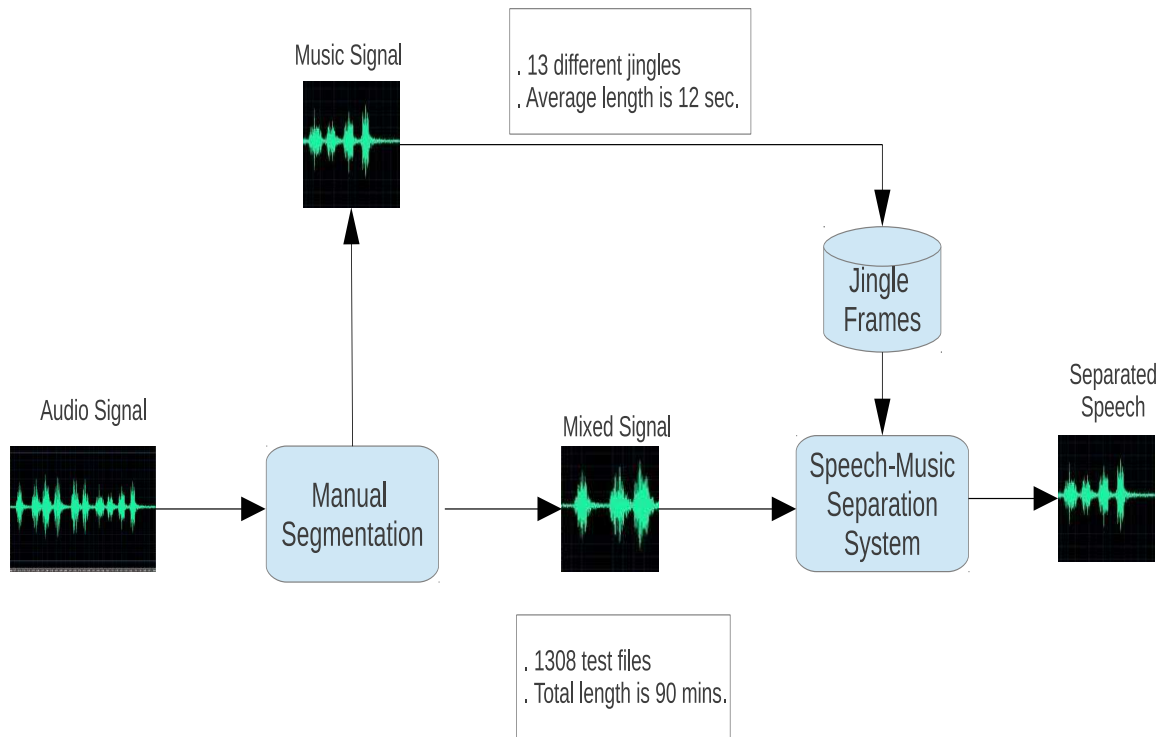 Music Signal
. 13 different jingles
. Average length is 12 sec.
Jingle
Frames
Audio Signal
Manual
Segmentation
Mixed Signal
Speech-Music
Separation
System
Separated
Speech
. 1308 test files
. Total length is 90 mins.